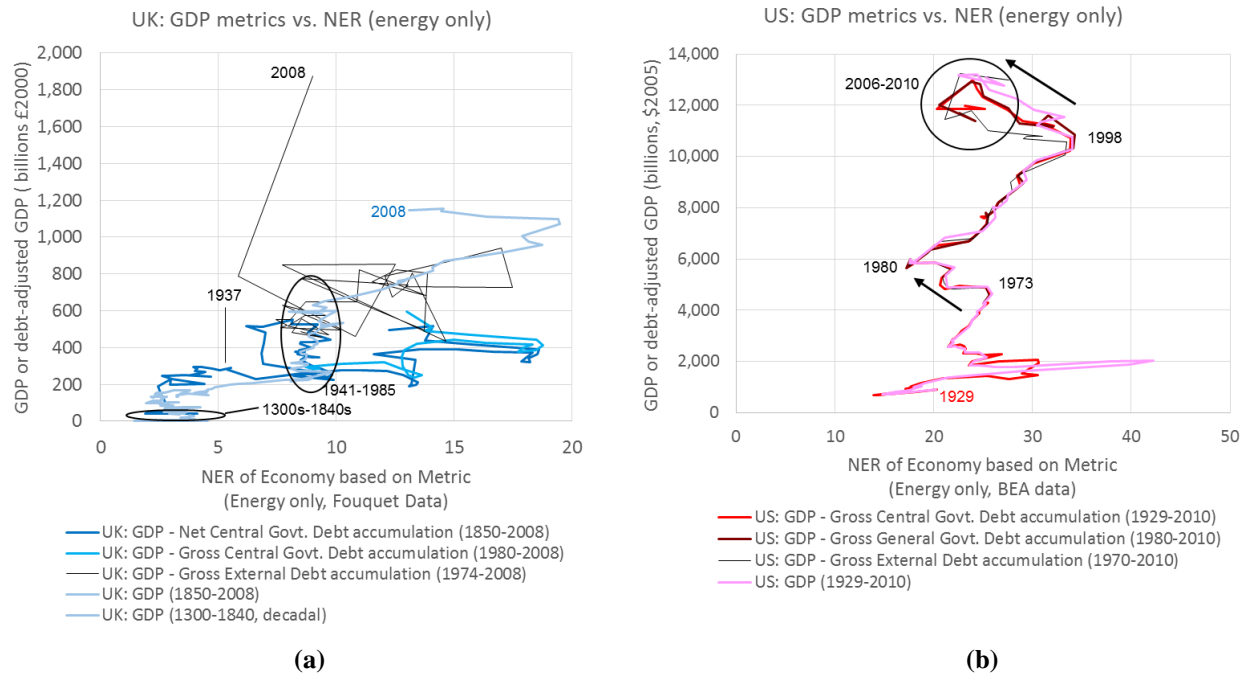 UK: GDP metrics vs. NER (energy only)
GDP or debt-adjusted GDP ( billions £2000)
2,000
1,800
1,600
1,400
1,200
1,000
800
600
400
200
0
2008
2008
1937
1941-1985
1300s-1840s
0 5 10 15 20
NER of Economy based on Metric
(Energy only, Fouquet Data)
UK: GDP - Net Central Govt. Debt accumulation (1850-2008)
UK: GDP - Gross Central Govt. Debt accumulation (1980-2008)
UK: GDP - Gross External Debt accumulation (1974-2008)
UK: GDP (1850-2008)
UK: GDP (1300-1840, decadal)
(a)
US: GDP metrics vs. NER (energy only)
GDP or debt-adjusted GDP (billions, $2005)
14,000
12,000
10,000
8,000
6,000
4,000
2,000
0
2006-2010
1998
1980
1973
1929
0 10 20 30 40 50
NER of Economy based on Metric
(Energy only, BEA data)
US: GDP - Gross Central Govt. Debt accumulation (1929-2010)
US: GDP - Gross General Govt. Debt accumulation (1980-2010)
US: GDP - Gross External Debt accumulation (1970-2010)
US: GDP (1929-2010)
(b)